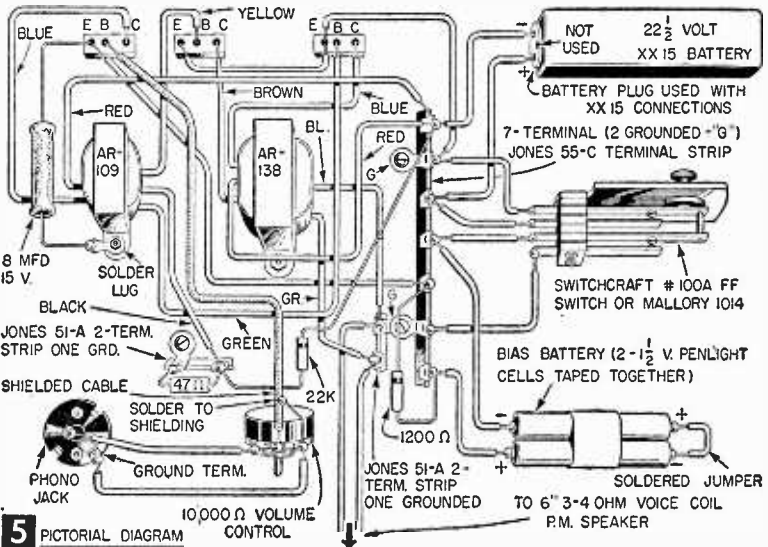 YELLOW
E B C
E B C
E B C
BLUE
NOT
USED
22 1/2 VOLT
XX 15 BATTERY
-
+
BATTERY PLUG USED WITH
XX 15 CONNECTIONS
BROWN
BLUE
RED
BL.
RED
7-TERMINAL (2 GROUNDED-"G")
JONES 55-C TERMINAL STRIP
AR-
109
AR-
138
G
8 MFD
15 V.
SOLDER
LUG
SWITCHCRAFT # 100A FF
SWITCH OR MALLORY 1014
GR.
G
BLACK
GREEN
JONES 51-A 2-TERM.
STRIP ONE GRD.
47Ω
22K
BIAS BATTERY (2-1 1/2 V. PENLIGHT
CELLS TAPED TOGETHER)
SHIELDED CABLE
SOLDER TO
SHIELDING
1200 Ω
-
+
+
-
PHONO
JACK
GROUND TERM.
JONES 51-A 2-
TERM. STRIP
ONE GROUNDED
SOLDERED JUMPER
10,000 Ω VOLUME
CONTROL
TO 6" 3-4 OHM VOICE COIL
P.M. SPEAKER
5 PICTORIAL DIAGRAM